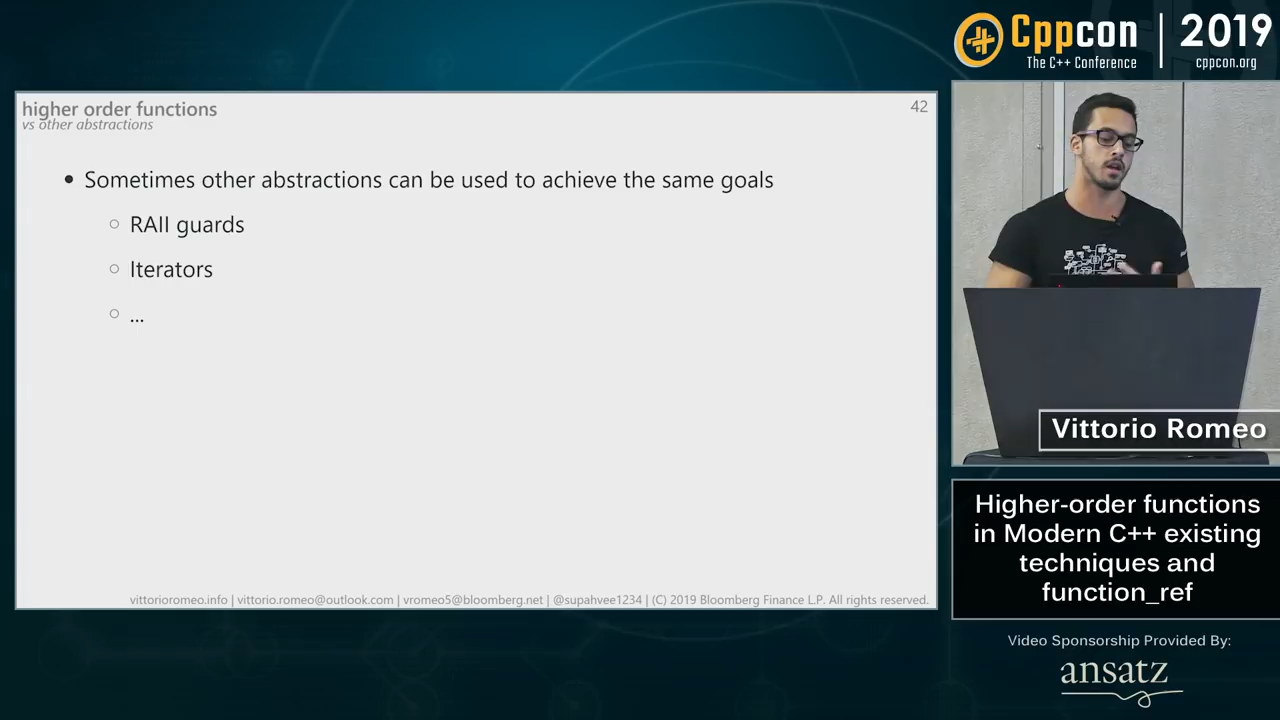 Cppcon
The C++ Conference
2019
cppcon.org
higher order functions
vs other abstractions
42
• Sometimes other abstractions can be used to achieve the same goals
○ RAII guards
○ Iterators
○ ...
vittorioromeo.info | vittorio.romeo@outlook.com | vromeo5@bloomberg.net | @supahvee1234 | (C) 2019 Bloomberg Finance L.P. All rights reserved.
Vittorio Romeo
Higher-order functions
in Modern C++ existing
techniques and
function_ref
Video Sponsorship Provided By:
ansatz